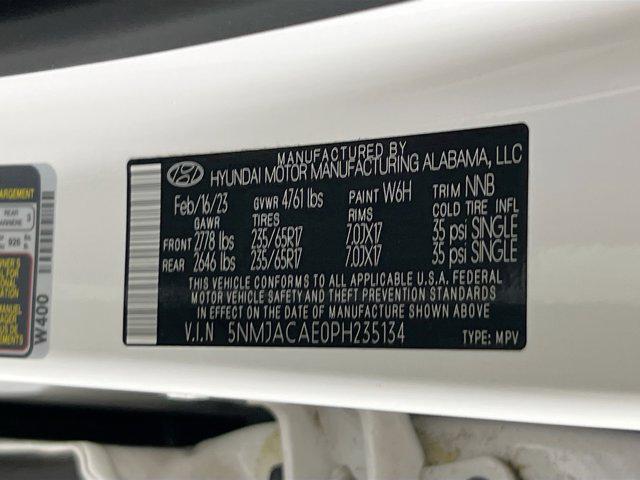 MANUFACTURED BY
HYUNDAI MOTOR MANUFACTURING ALABAMA, LLC
Feb/16/23 GVWR 4761 lbs PAINT W6H TRIM NNB
GAWR TIRES RIMS COLD TIRE INFL
FRONT 2778 lbs 235/65R17 7.0JX17 35 psi SINGLE
REAR 2646 lbs 235/65R17 7.0JX17 35 psi SINGLE
THIS VEHICLE CONFORMS TO ALL APPLICABLE U.S.A. FEDERAL
MOTOR VEHICLE SAFETY AND THEFT PREVENTION STANDARDS
IN EFFECT ON THE DATE OF MANUFACTURE SHOWN ABOVE
V.I.N 5NMJACAE0PH235134 TYPE: MPV
REAR
W400